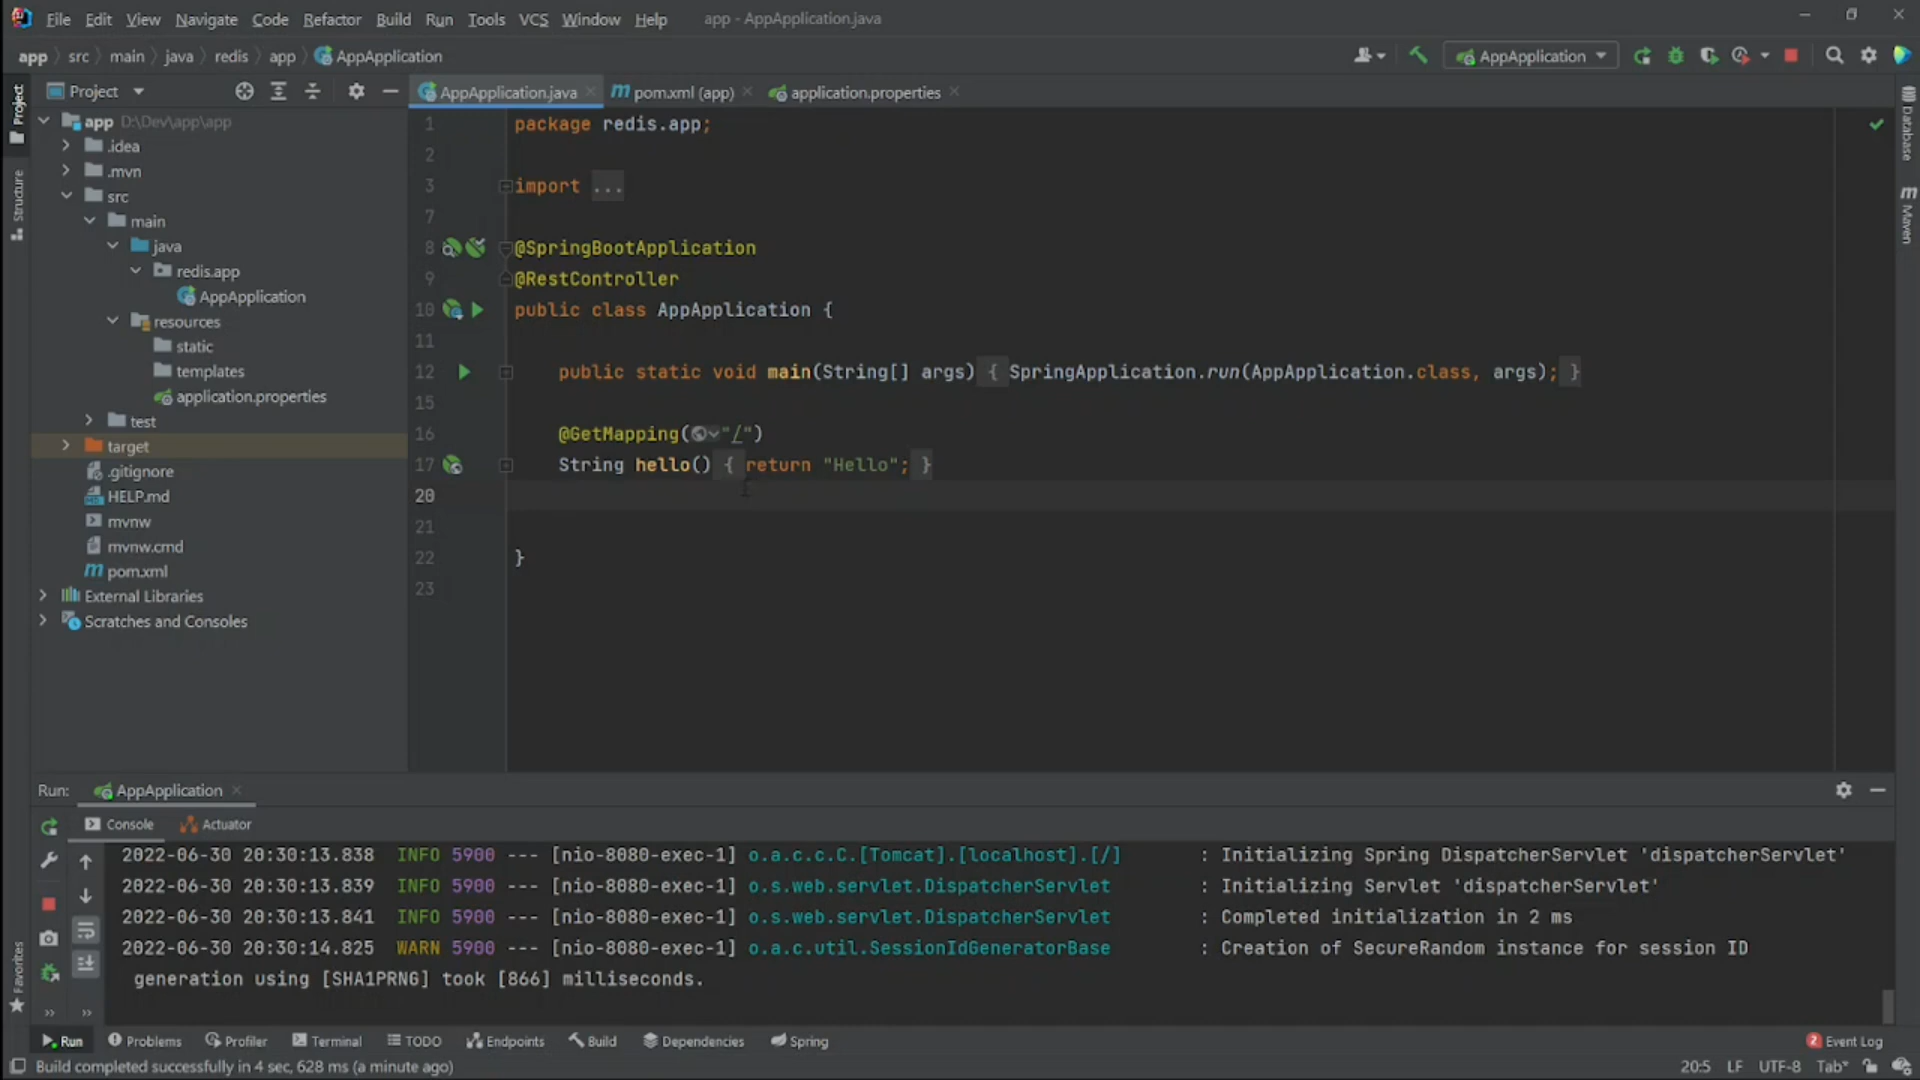 File Edit View Navigate Code Refactor Build Run Tools VCS Window Help app - AppApplication.java
app src main java redis app AppApplication
AppApplication
Project
AppApplication.java pom.xml (app) application.properties
Project
Structure
Favorites
Database
Maven
app D:\Dev\app\app
.idea
.mvn
src
main
java
redis.app
AppApplication
resources
static
templates
application.properties
test
target
.gitignore
HELP.md
mvnw
mvnw.cmd
pom.xml
External Libraries
Scratches and Consoles
1 package redis.app;
2
3 import ...
7
8 @SpringBootApplication
9 @RestController
10 public class AppApplication {
11
12 public static void main(String[] args) { SpringApplication.run(AppApplication.class, args); }
15
16 @GetMapping("/")
17 String hello() { return "Hello"; }
20
21
22 }
23
Run: AppApplication
Console Actuator
2022-06-30 20:30:13.838 INFO 5900 --- [nio-8080-exec-1] o.a.c.c.C.[Tomcat].[localhost].[/] : Initializing Spring DispatcherServlet 'dispatcherServlet'
2022-06-30 20:30:13.839 INFO 5900 --- [nio-8080-exec-1] o.s.web.servlet.DispatcherServlet : Initializing Servlet 'dispatcherServlet'
2022-06-30 20:30:13.841 INFO 5900 --- [nio-8080-exec-1] o.s.web.servlet.DispatcherServlet : Completed initialization in 2 ms
2022-06-30 20:30:14.825 WARN 5900 --- [nio-8080-exec-1] o.a.c.util.SessionIdGeneratorBase : Creation of SecureRandom instance for session ID
generation using [SHA1PRNG] took [866] milliseconds.
Run Problems Profiler Terminal TODO Endpoints Build Dependencies Spring 2 Event Log
Build completed successfully in 4 sec, 628 ms (a minute ago) 20:5 LF UTF-8 Tab*